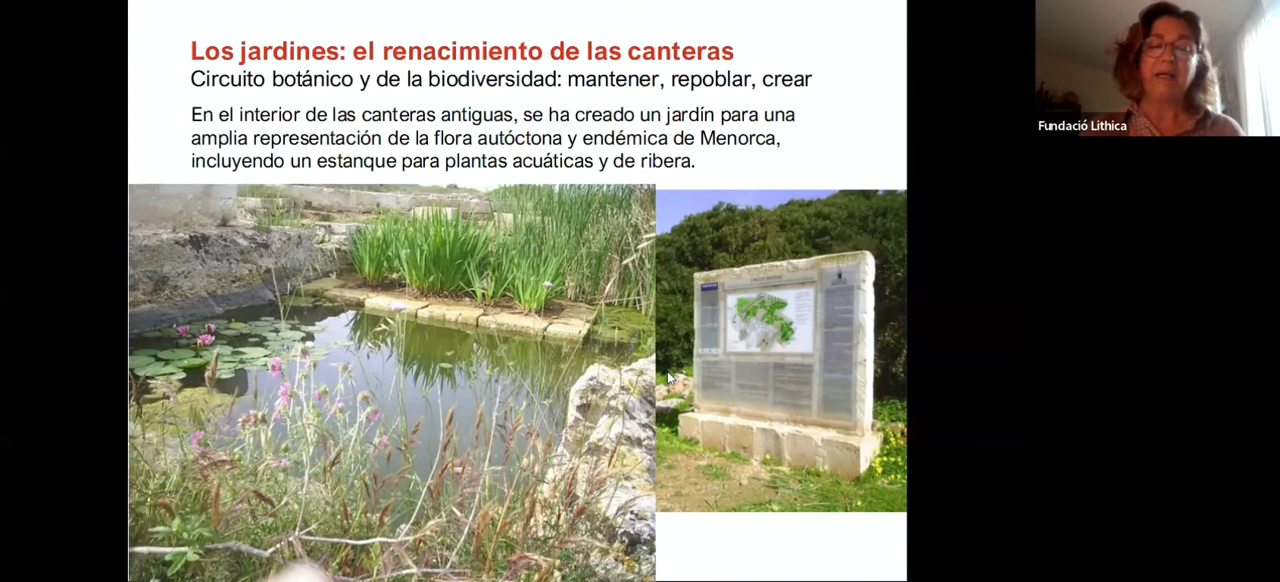 Los jardines: el renacimiento de las canteras
Circuito botánico y de la biodiversidad: mantener, repoblar, crear
En el interior de las canteras antiguas, se ha creado un jardín para una
amplia representación de la flora autóctona y endémica de Menorca,
incluyendo un estanque para plantas acuáticas y de ribera.
Fundació Lithica